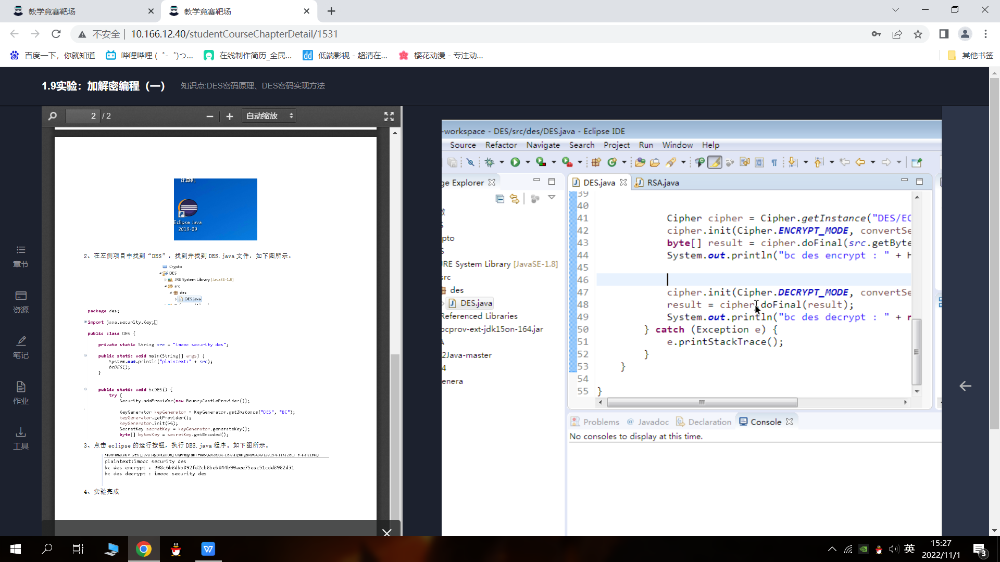 教学竞赛靶场
教学竞赛靶场
不安全
10.166.12.40/studentCourseChapterDetail/1531
百度一下，你就知道
哔哩哔哩 (゜-゜)つ...
在线制作简历_全民...
低端影视 - 超清在...
樱花动漫 - 专注动...
其他书签
1.9实验：加解密编程（一）
知识点:DES密码原理、DES密码实现方法
2 / 2
自动缩放
章节
资源
笔记
作业
工具
计算机
Eclipse Java
2019-09
2、在左侧项目中找到“DES”，找到并找到 DES.java 文件，如下图所示。
Crypto
DES
JRE System Library [JavaSE-1.8]
src
des
DES.java
package des;
import java.security.Key;
public class DES {
private static String src = "imooc security des";
public static void main(String[] args) {
System.out.println("plaintext:" + src);
bcDES();
}
public static void bcDES() {
try {
Security.addProvider(new BouncyCastleProvider());
KeyGenerator keyGenerator = KeyGenerator.getInstance("DES", "BC");
keyGenerator.getProvider();
keyGenerator.init(56);
SecretKey secretKey = keyGenerator.generateKey();
byte[] bytesKey = secretKey.getEncoded();
3、点击 eclipse 的运行按钮，执行 DES.java 程序。如下图所示。
plaintext:imooc security des
bc des encrypt : 308c6b8dbb892fd2cb8beb044b90aee75eac51cdd8982d31
bc des decrypt : imooc security des
4、实验完成
-workspace - DES/src/des/DES.java - Eclipse IDE
Source Refactor Navigate Search Project Run Window Help
ge Explorer
DES.java
RSA.java
S
pto
S
JRE System Library [JavaSE-1.8]
src
des
DES.java
Referenced Libraries
bcprov-ext-jdk15on-164.jar
A
2Java-master
4
enera
39
40
41 Cipher cipher = Cipher.getInstance("DES/EC
42 cipher.init(Cipher.ENCRYPT_MODE, convertSe
43 byte[] result = cipher.doFinal(src.getByte
44 System.out.println("bc des encrypt : " + H
45
46
47 cipher.init(Cipher.DECRYPT_MODE, convertSe
48 result = cipher.doFinal(result);
49 System.out.println("bc des decrypt : " + r
50 } catch (Exception e) {
51 e.printStackTrace();
52 }
53 }
54
55 }
Problems
Javadoc
Declaration
Console
No consoles to display at this time.
英
15:27
2022/11/1
3